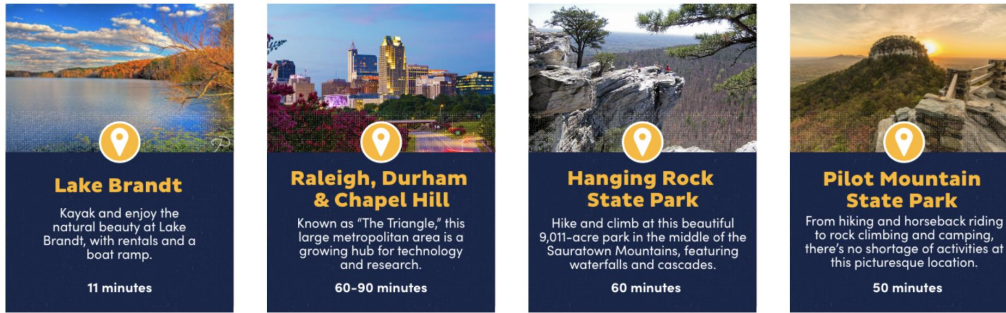 Lake Brandt
Kayak and enjoy the
natural beauty at Lake
Brandt, with rentals and a
boat ramp.
11 minutes
Raleigh, Durham
& Chapel Hill
Known as “The Triangle,” this
large metropolitan area is a
growing hub for technology
and research.
60-90 minutes
Hanging Rock
State Park
Hike and climb at this beautiful
9,011-acre park in the middle of the
Sauratown Mountains, featuring
waterfalls and cascades.
60 minutes
Pilot Mountain
State Park
From hiking and horseback riding
to rock climbing and camping,
there’s no shortage of activities at
this picturesque location.
50 minutes